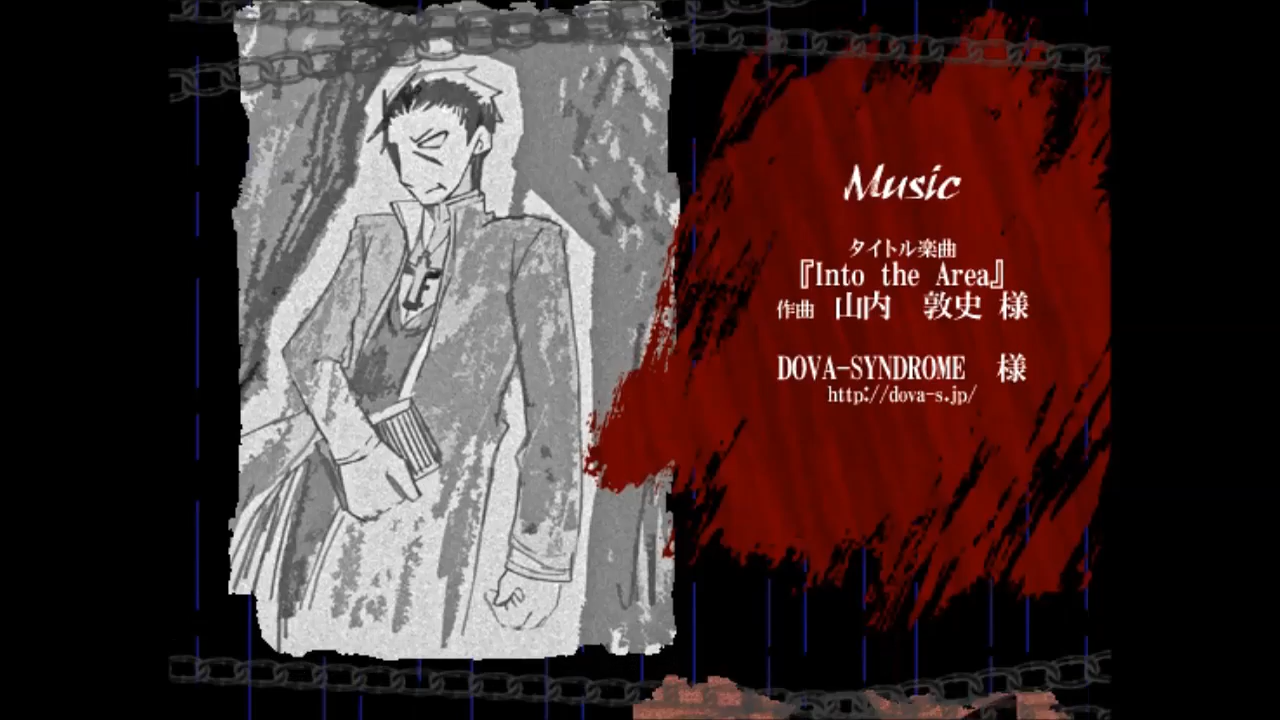 Music
タイトル楽曲
『Into the Area』
作曲 山内 敦史 様
DOVA-SYNDROME 様
http://dova-s.jp/